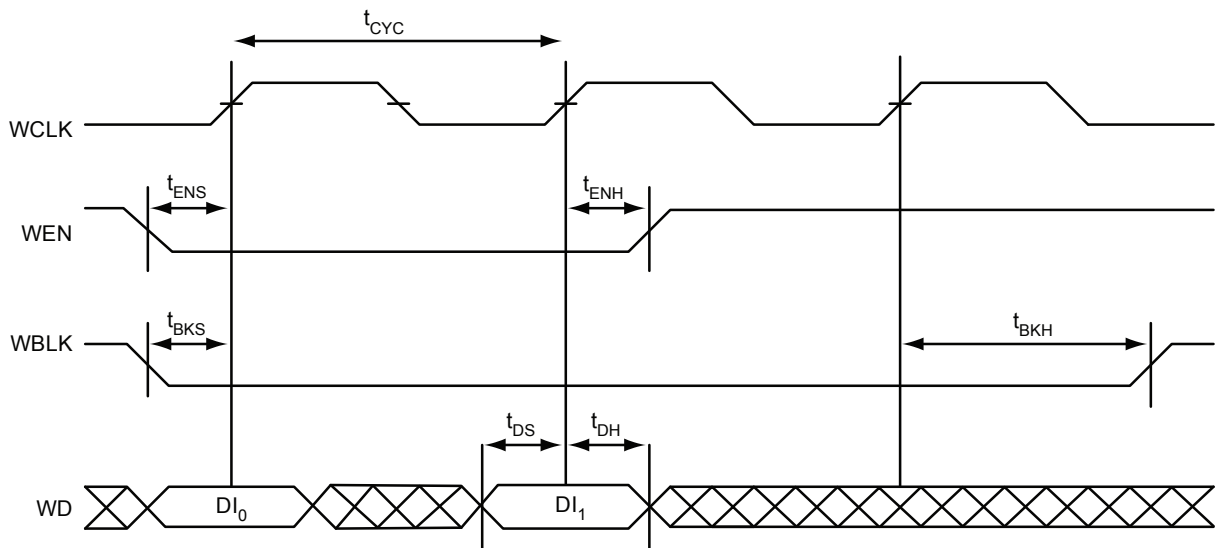 tCYC
WCLK
tENS
tENH
WEN
tBKS
tBKH
WBLK
tDS
tDH
WD
DI0
DI1